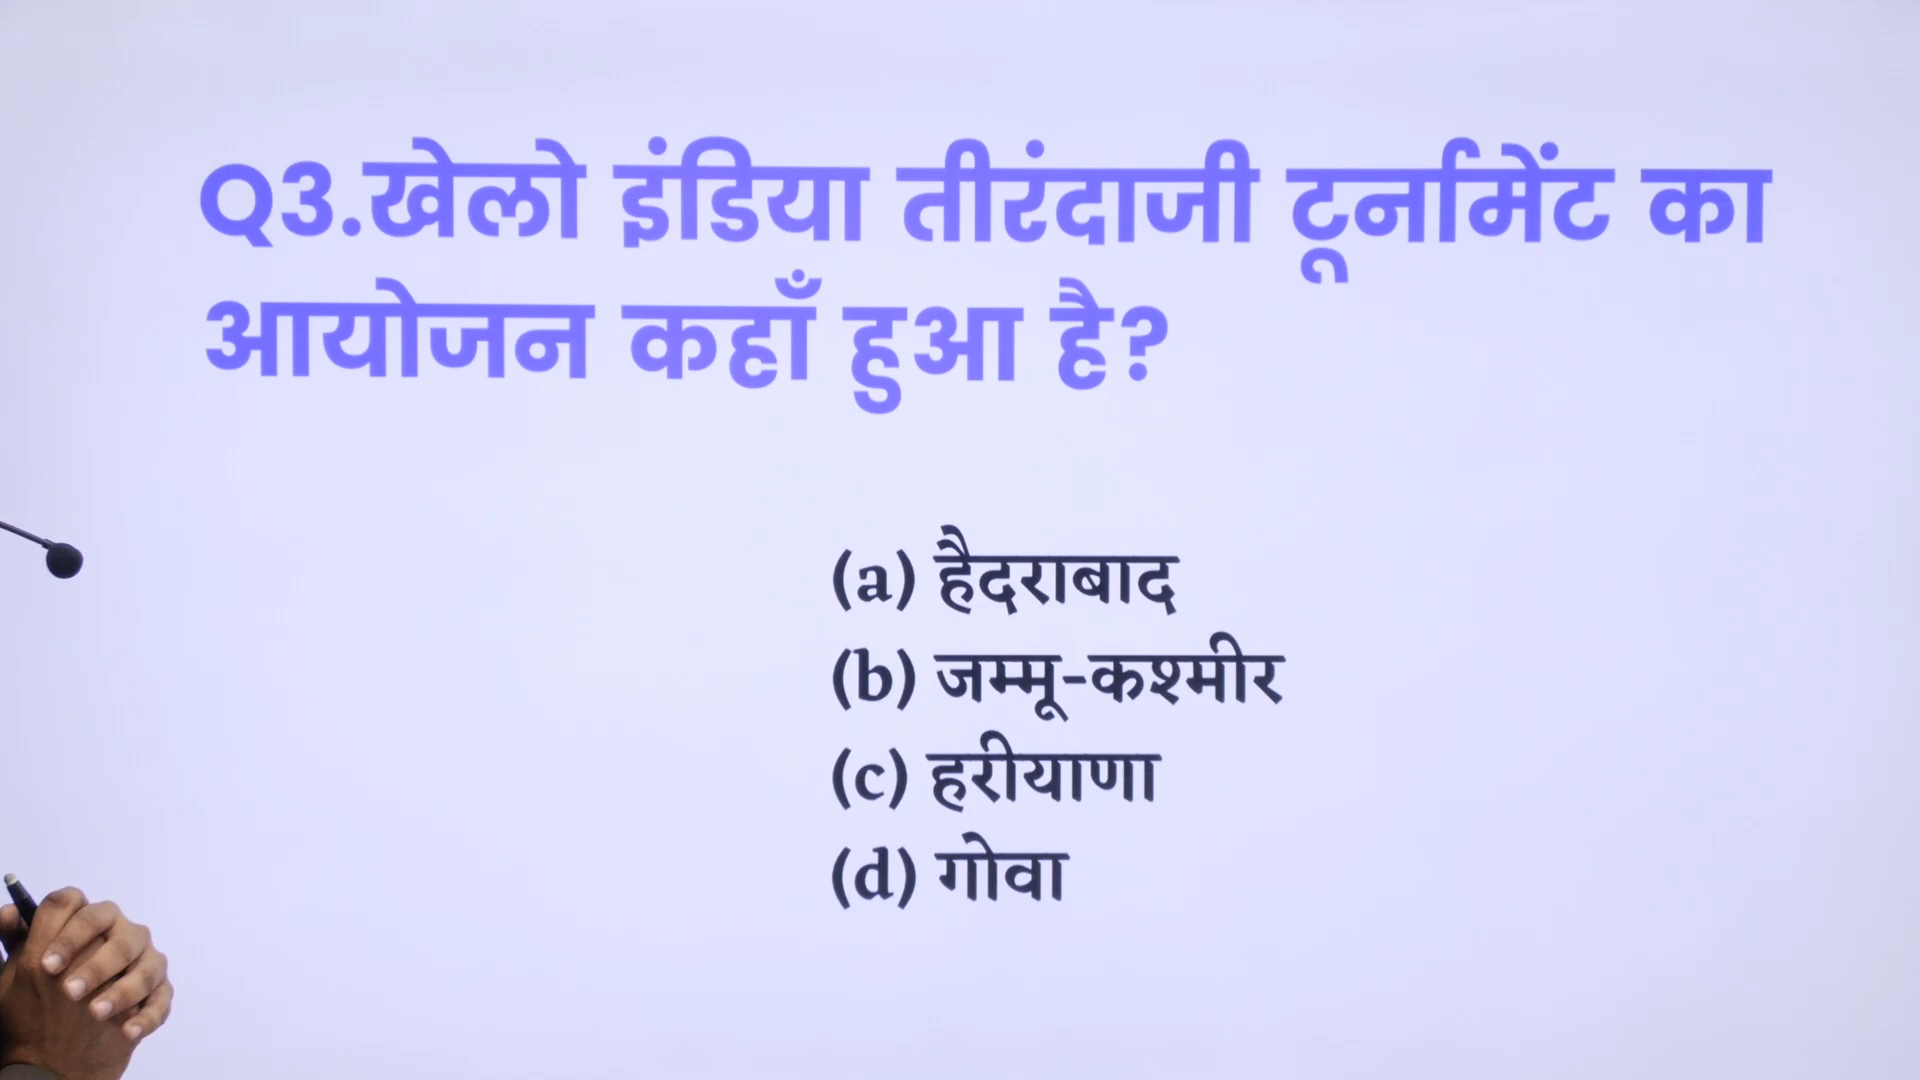 Q3.खेलो इंडिया तीरंदाजी टूर्नामेंट का
आयोजन कहाँ हुआ है?
(a) हैदराबाद
(b) जम्मू-कश्मीर
(c) हरीयाणा
(d) गोवा